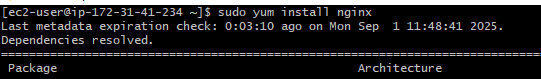 [ec2-user@ip-172-31-41-234 ~]$ sudo yum install nginx
Last metadata expiration check: 0:03:10 ago on Mon Sep  1 11:48:41 2025.
Dependencies resolved.
================================================================================
 Package                                    Architecture